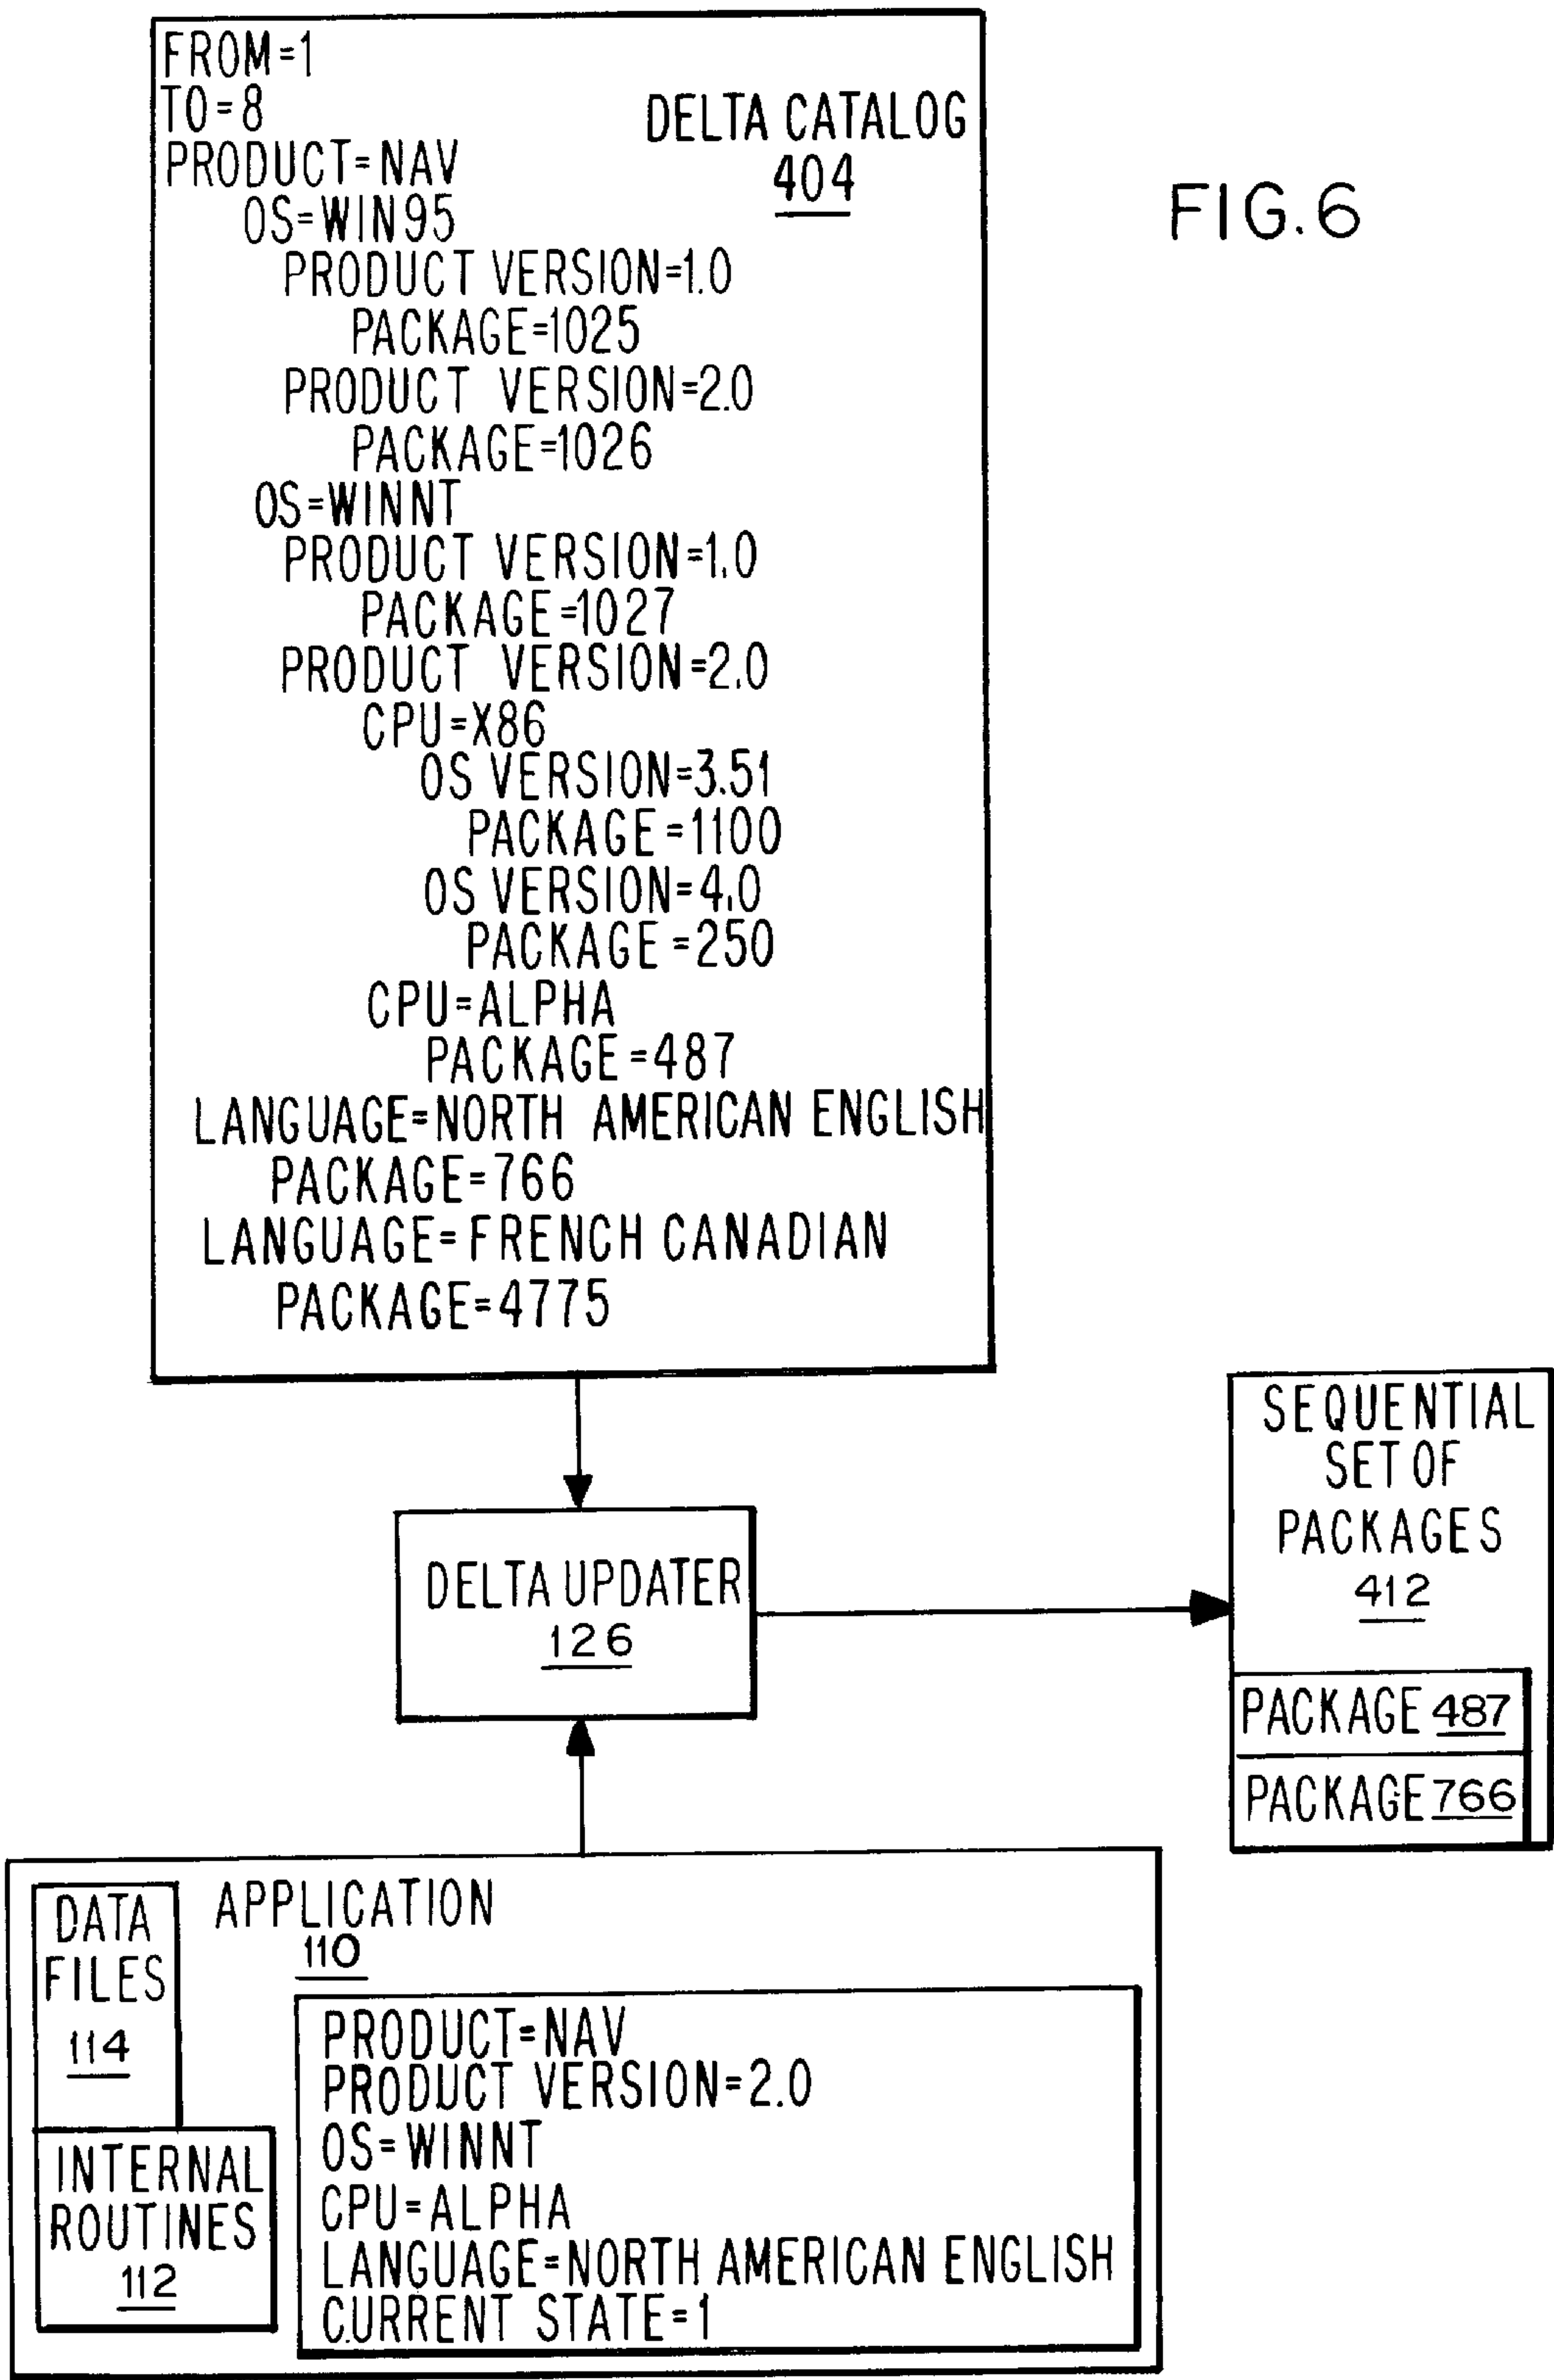 FROM=1
TO=8
DELTA CATALOG
404
PRODUCT=NAV
OS=WIN95
PRODUCT VERSION=1.0
PACKAGE=1025
PRODUCT VERSION=2.0
PACKAGE=1026
OS=WINNT
PRODUCT VERSION=1.0
PACKAGE=1027
PRODUCT VERSION=2.0
CPU=X86
OS VERSION=3.51
PACKAGE=1100
OS VERSION=4.0
PACKAGE=250
CPU=ALPHA
PACKAGE=487
LANGUAGE=NORTH AMERICAN ENGLISH
PACKAGE=766
LANGUAGE=FRENCH CANADIAN
PACKAGE=4775
FIG.6
DELTA UPDATER
126
SEQUENTIAL
SET OF
PACKAGES
412
PACKAGE 487
PACKAGE 766
APPLICATION
110
DATA
FILES
114
INTERNAL
ROUTINES
112
PRODUCT=NAV
PRODUCT VERSION=2.0
OS=WINNT
CPU=ALPHA
LANGUAGE=NORTH AMERICAN ENGLISH
CURRENT STATE=1